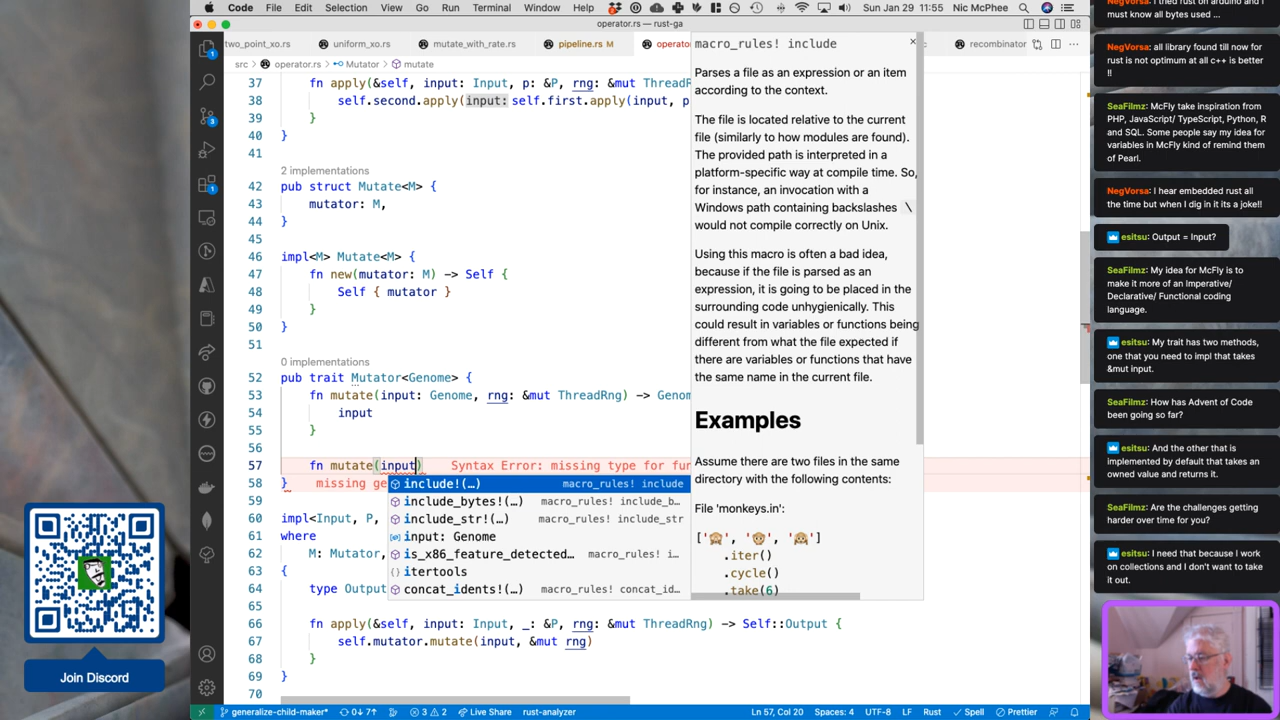 Code File Edit Selection View Go Run Terminal Window Help Sun Jan 29 11:55 Nic McPhee
operator.rs — rust-ga
two_point_xo.rs uniform_xo.rs mutate_with_rate.rs pipeline.rs M operator recombinator
src > operator.rs > Mutator > mutate
37 fn apply(&self, input: Input, p: &P, rng: &mut ThreadR
38 self.second.apply(input: self.first.apply(input, p
39 }
40 }
41
2 implementations
42 pub struct Mutate<M> {
43 mutator: M,
44 }
45
46 impl<M> Mutate<M> {
47 fn new(mutator: M) -> Self {
48 Self { mutator }
49 }
50 }
51
0 implementations
52 pub trait Mutator<Genome> {
53 fn mutate(input: Genome, rng: &mut ThreadRng) -> Genom
54 input
55 }
56
57 fn mutate(input) Syntax Error: missing type for fun
58 } missing ge
59
60 impl<Input, P,
61 where
62 M: Mutator,
63 {
64 type Output
65
66 fn apply(&self, input: Input, _: &P, rng: &mut ThreadRng) -> Self::Output {
67 self.mutator.mutate(input, &mut rng)
68 }
69 }
70
include!(…) macro_rules! include
include_bytes!(…) macro_rules! include_b…
include_str!(…) macro_rules! include_str
input: Genome
is_x86_feature_detected… macro_rules! i…
itertools
concat_idents!(…) macro_rules! concat_id…
macro_rules! include
Parses a file as an expression or an item
according to the context.
The file is located relative to the current
file (similarly to how modules are found).
The provided path is interpreted in a
platform-specific way at compile time. So,
for instance, an invocation with a
Windows path containing backslashes \
would not compile correctly on Unix.
Using this macro is often a bad idea,
because if the file is parsed as an
expression, it is going to be placed in the
surrounding code unhygienically. This
could result in variables or functions being
different from what the file expected if
there are variables or functions that have
the same name in the current file.
Examples
Assume there are two files in the same
directory with the following contents:
File 'monkeys.in':
['🙈', '🙊', '🙉']
.iter()
.cycle()
.take(6)
generalize-child-maker* 0↓ 7↑ 3 2 Live Share rust-analyzer Ln 57, Col 20 Spaces: 4 UTF-8 LF Rust Spell Prettier
NegVorsa: I tried rust on arduino and I
must know all bytes used ...
NegVorsa: all library found till now for
rust is not optimum at all c++ is better
!!
SeaFilmz: McFly take inspiration from
PHP, JavaScript/ TypeScript, Python, R
and SQL. Some people say my idea for
variables in McFly kind of remind them
of Pearl.
NegVorsa: I hear embedded rust all
the time but when I dig in it its a joke!!
esitsu: Output = Input?
SeaFilmz: My idea for McFly is to
make it more of an Imperative/
Declarative/ Functional coding
language.
esitsu: My trait has two methods,
one that you need to impl that takes
&mut input.
SeaFilmz: How has Advent of Code
been going so far?
esitsu: And the other that is
implemented by default that takes an
owned value and returns it.
SeaFilmz: Are the challenges getting
harder over time for you?
esitsu: I need that because I work
on collections and I don't want to take
it out.
Join Discord